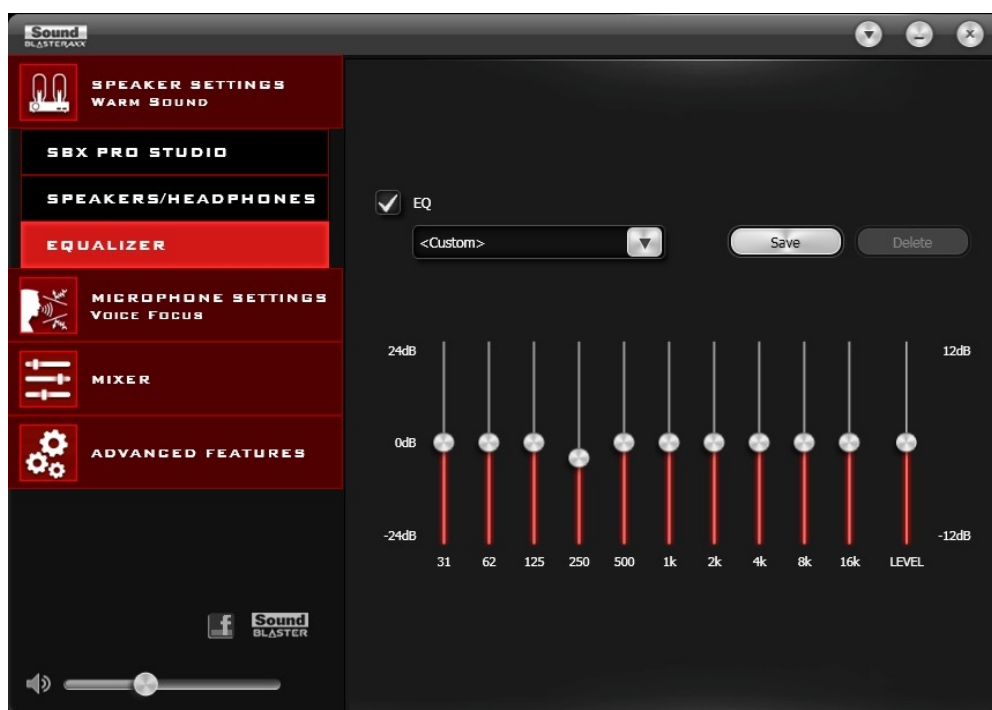 Sound
BLASTERAXX
SPEAKER SETTINGS
WARM SOUND
SBX PRO STUDIO
SPEAKERS/HEADPHONES
EQUALIZER
MICROPHONE SETTINGS
VOICE FOCUS
MIXER
ADVANCED FEATURES
f Sound
BLASTER
EQ
<Custom> Save Delete
24dB 12dB
0dB
-24dB -12dB
31 62 125 250 500 1k 2k 4k 8k 16k LEVEL